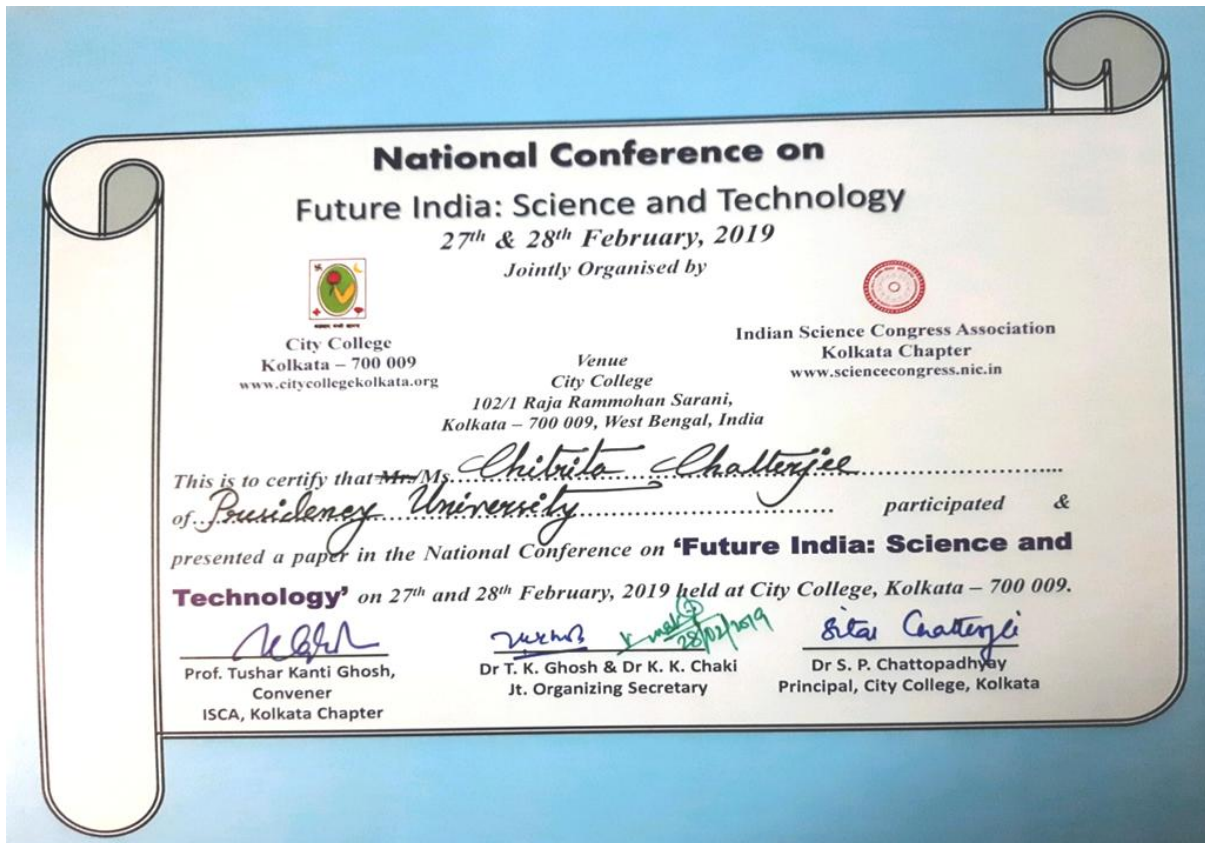 National Conference on
Future India: Science and Technology
27th & 28th February, 2019
Jointly Organised by
City College
Kolkata – 700 009
www.citycollegekolkata.org
Indian Science Congress Association
Kolkata Chapter
www.sciencecongress.nic.in
Venue
City College
102/1 Raja Rammohan Sarani,
Kolkata – 700 009, West Bengal, India
This is to certify that Mr./Ms. Chitrita Chatterjee
of Presidency University participated &
presented a paper in the National Conference on ‘Future India: Science and
Technology’ on 27th and 28th February, 2019 held at City College, Kolkata – 700 009.
28/02/2019
Prof. Tushar Kanti Ghosh,
Convener
ISCA, Kolkata Chapter
Dr T. K. Ghosh & Dr K. K. Chaki
Jt. Organizing Secretary
Chatterjee
Dr S. P. Chattopadhyay
Principal, City College, Kolkata